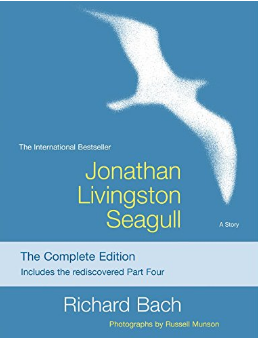 The International Bestseller
Jonathan
Livingston
Seagull
A Story
The Complete Edition
Includes the rediscovered Part Four
Richard Bach
Photographs by Russell Munson